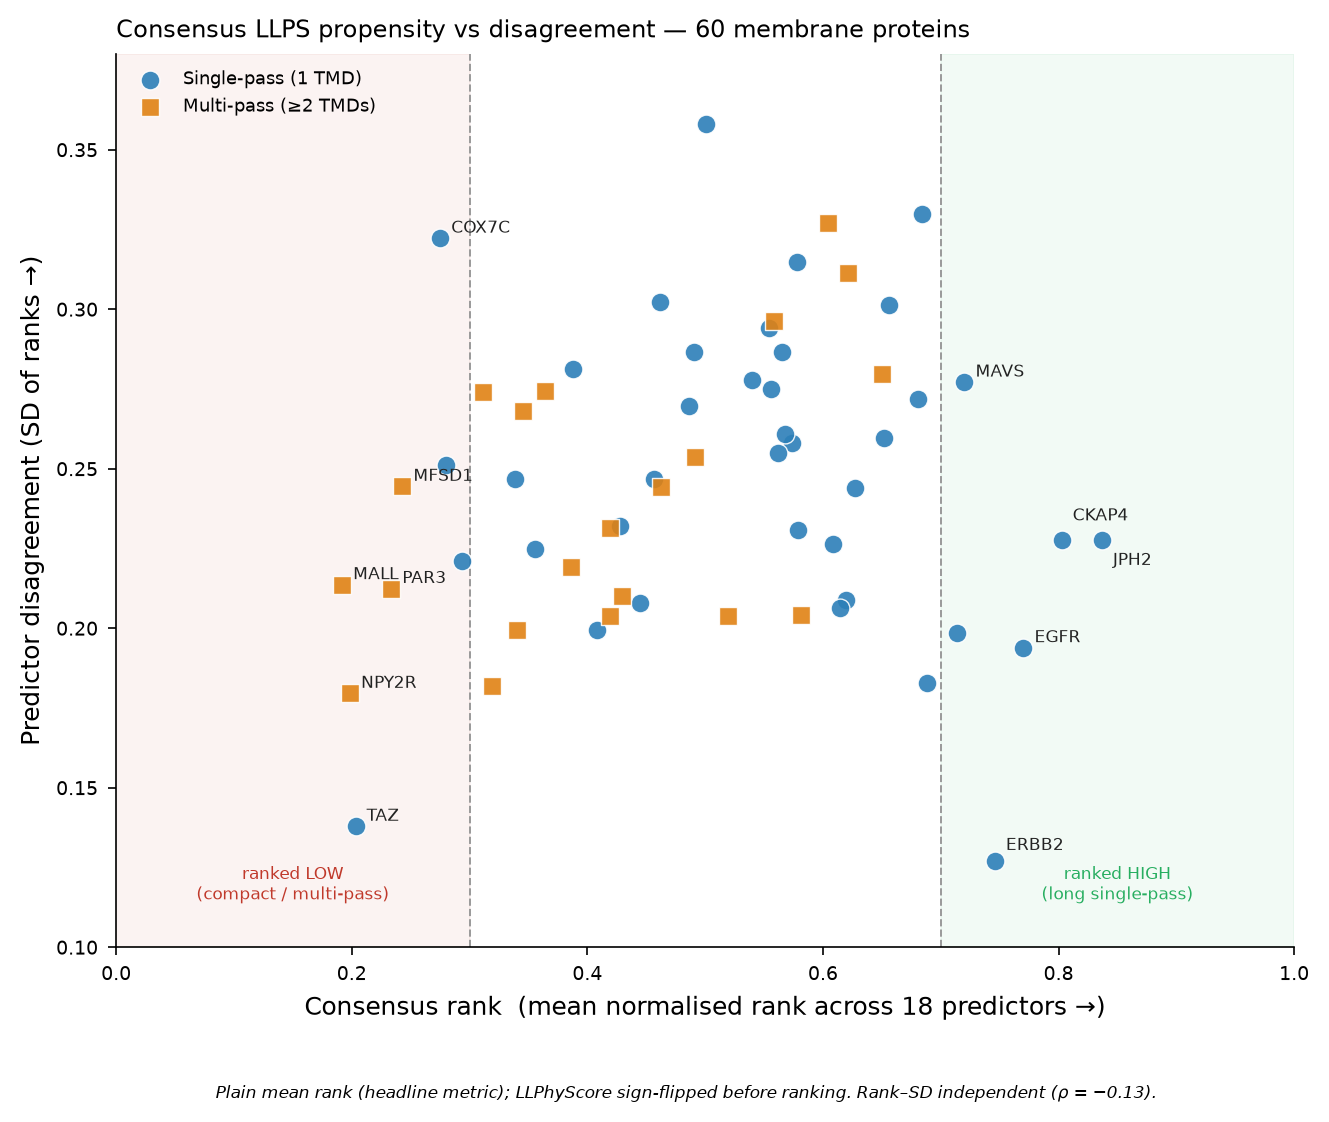 Consensus LLPS propensity vs disagreement — 60 membrane proteins
Single-pass (1 TMD)
Multi-pass (≥2 TMDs)
0.35
0.30
0.25
0.20
0.15
0.10
Predictor disagreement (SD of ranks →)
COX7C
MAVS
MFSD1
CKAP4
JPH2
MALL
PAR3
EGFR
NPY2R
TAZ
ERBB2
ranked LOW
(compact / multi-pass)
ranked HIGH
(long single-pass)
0.0
0.2
0.4
0.6
0.8
1.0
Consensus rank (mean normalised rank across 18 predictors →)
Plain mean rank (headline metric); LLPhyScore sign-flipped before ranking. Rank–SD independent (ρ = −0.13).